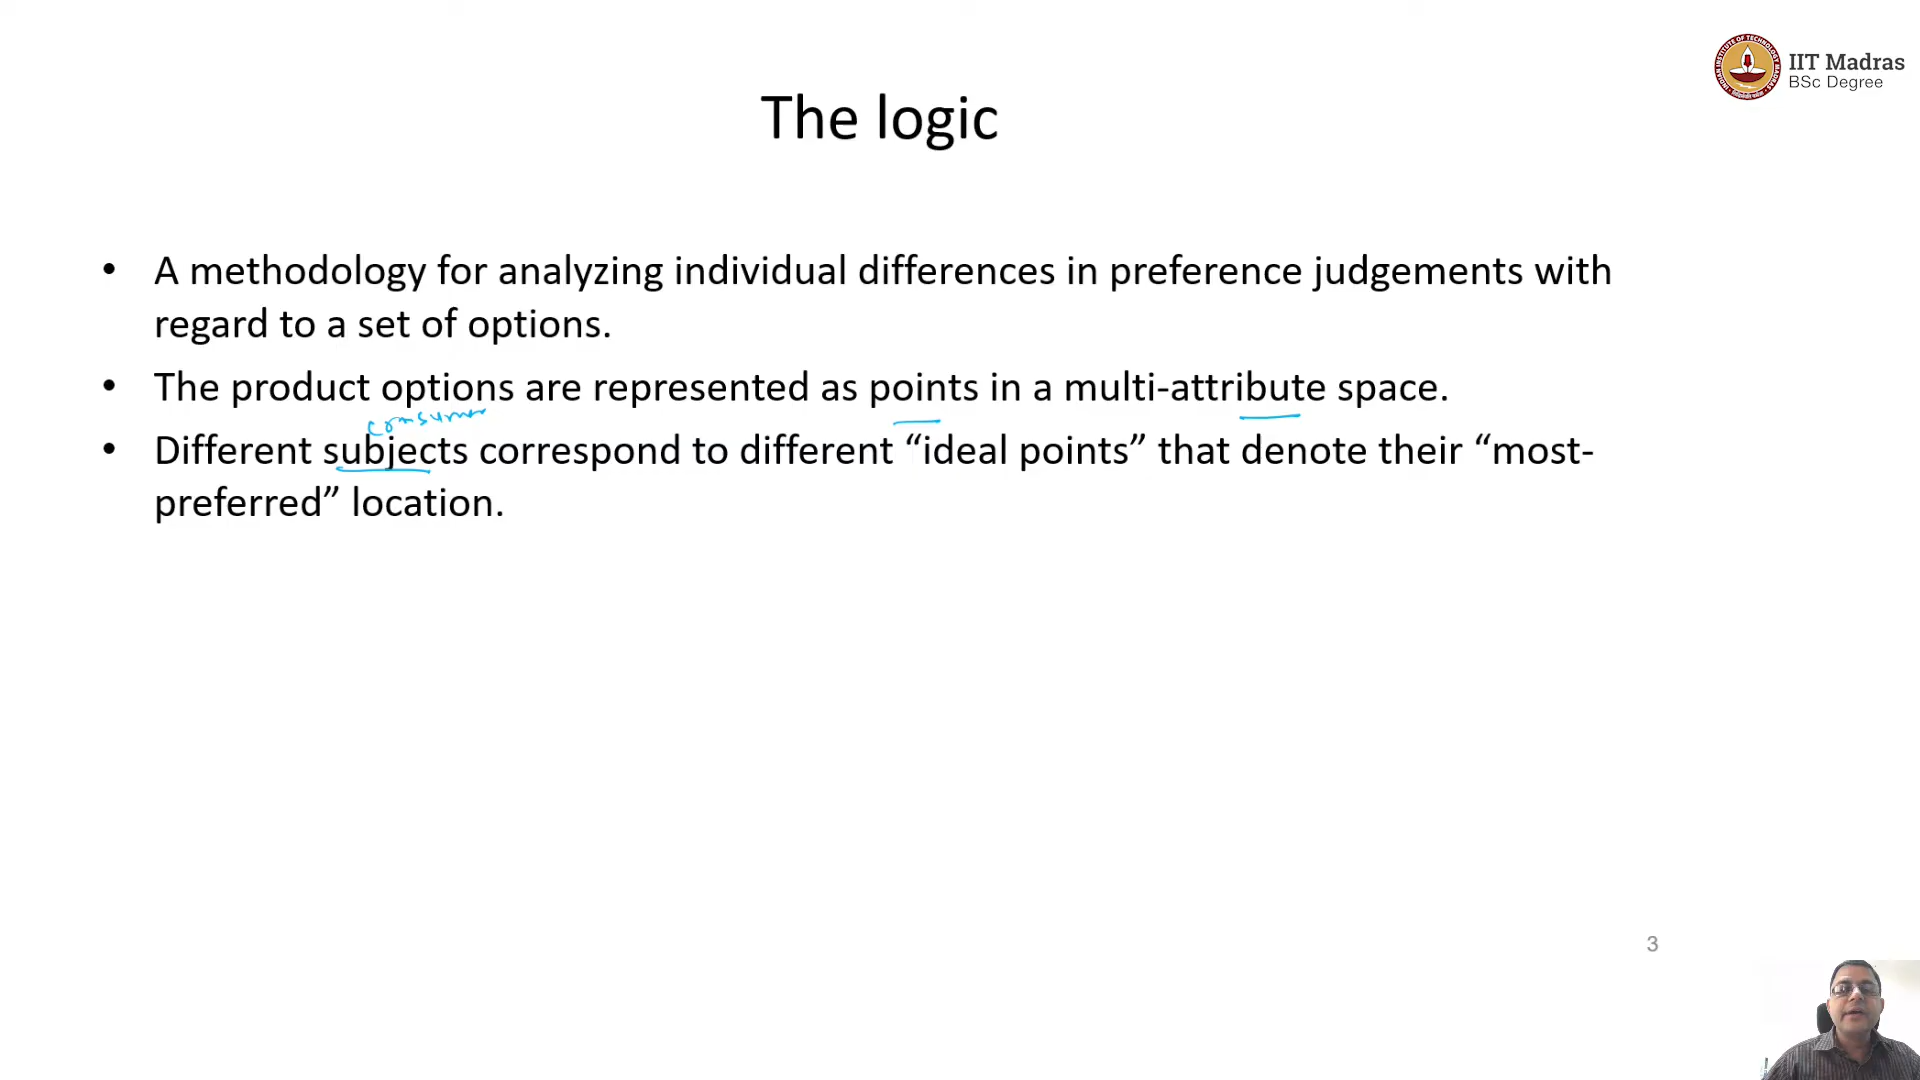 IIT Madras
BSc Degree
The logic
• A methodology for analyzing individual differences in preference judgements with
regard to a set of options.
• The product options are represented as points in a multi-attribute space.
consumer
• Different subjects correspond to different “ideal points” that denote their “most-
preferred” location.
3